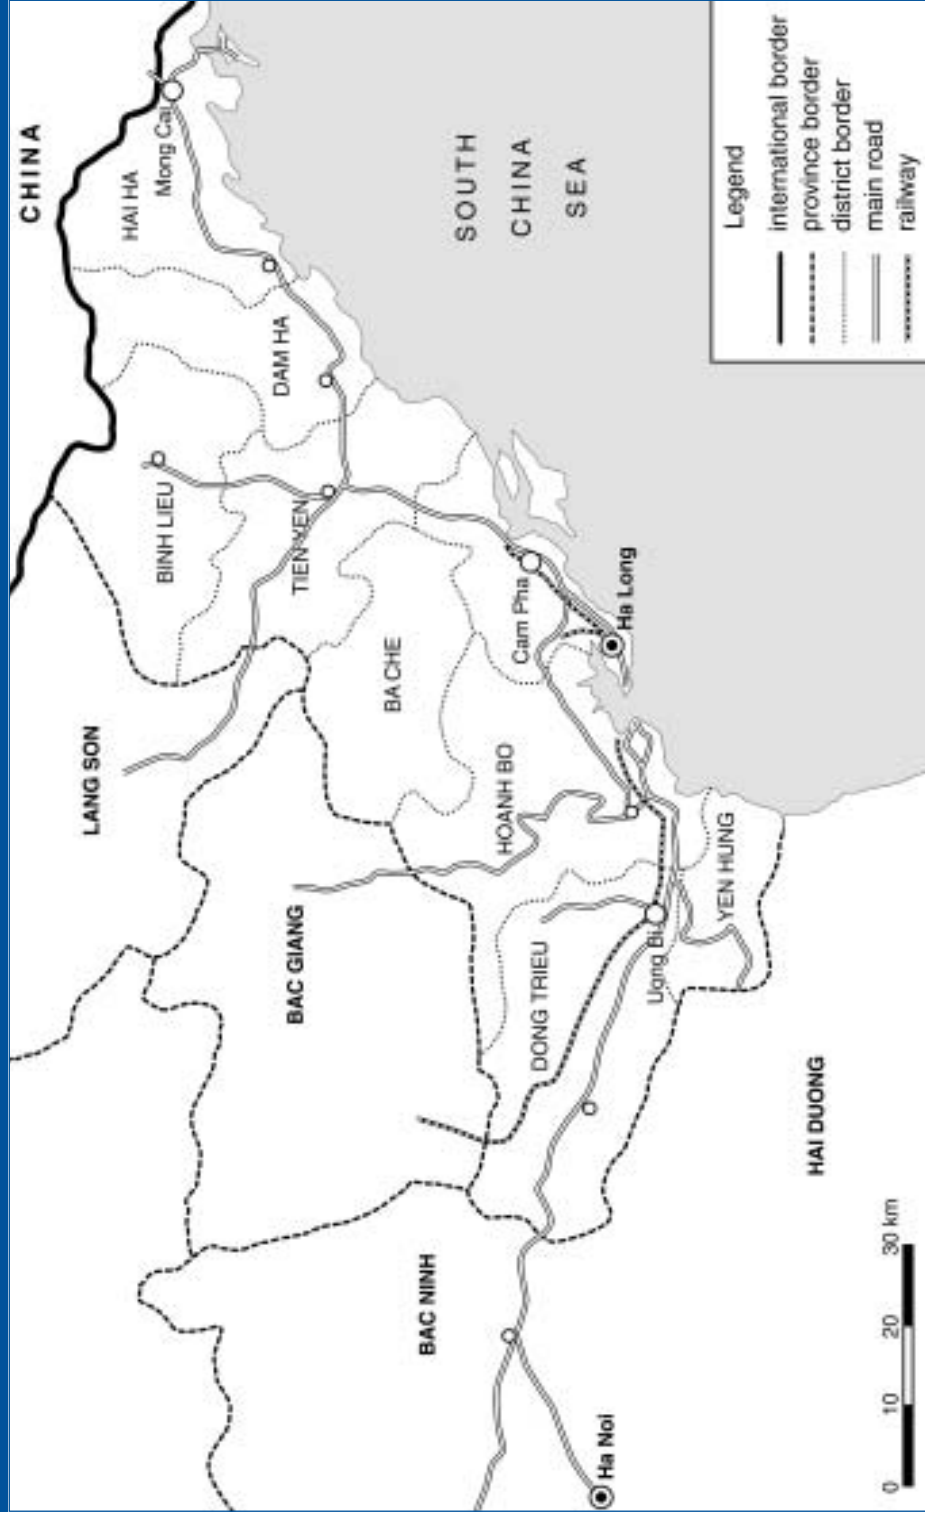 CHINA
HAI HA
Mong Cai
DAM HA
BINH LIEU
TIEN YEN
LANG SON
BA CHE
Cam Pha
Ha Long
HOANH BO
BAC GIANG
DONG TRIEU
Uong Bi
YEN HUNG
BAC NINH
HAI DUONG
Ha Noi
SOUTH
CHINA
SEA
Legend
international border
province border
district border
main road
railway
0 10 20 30 km